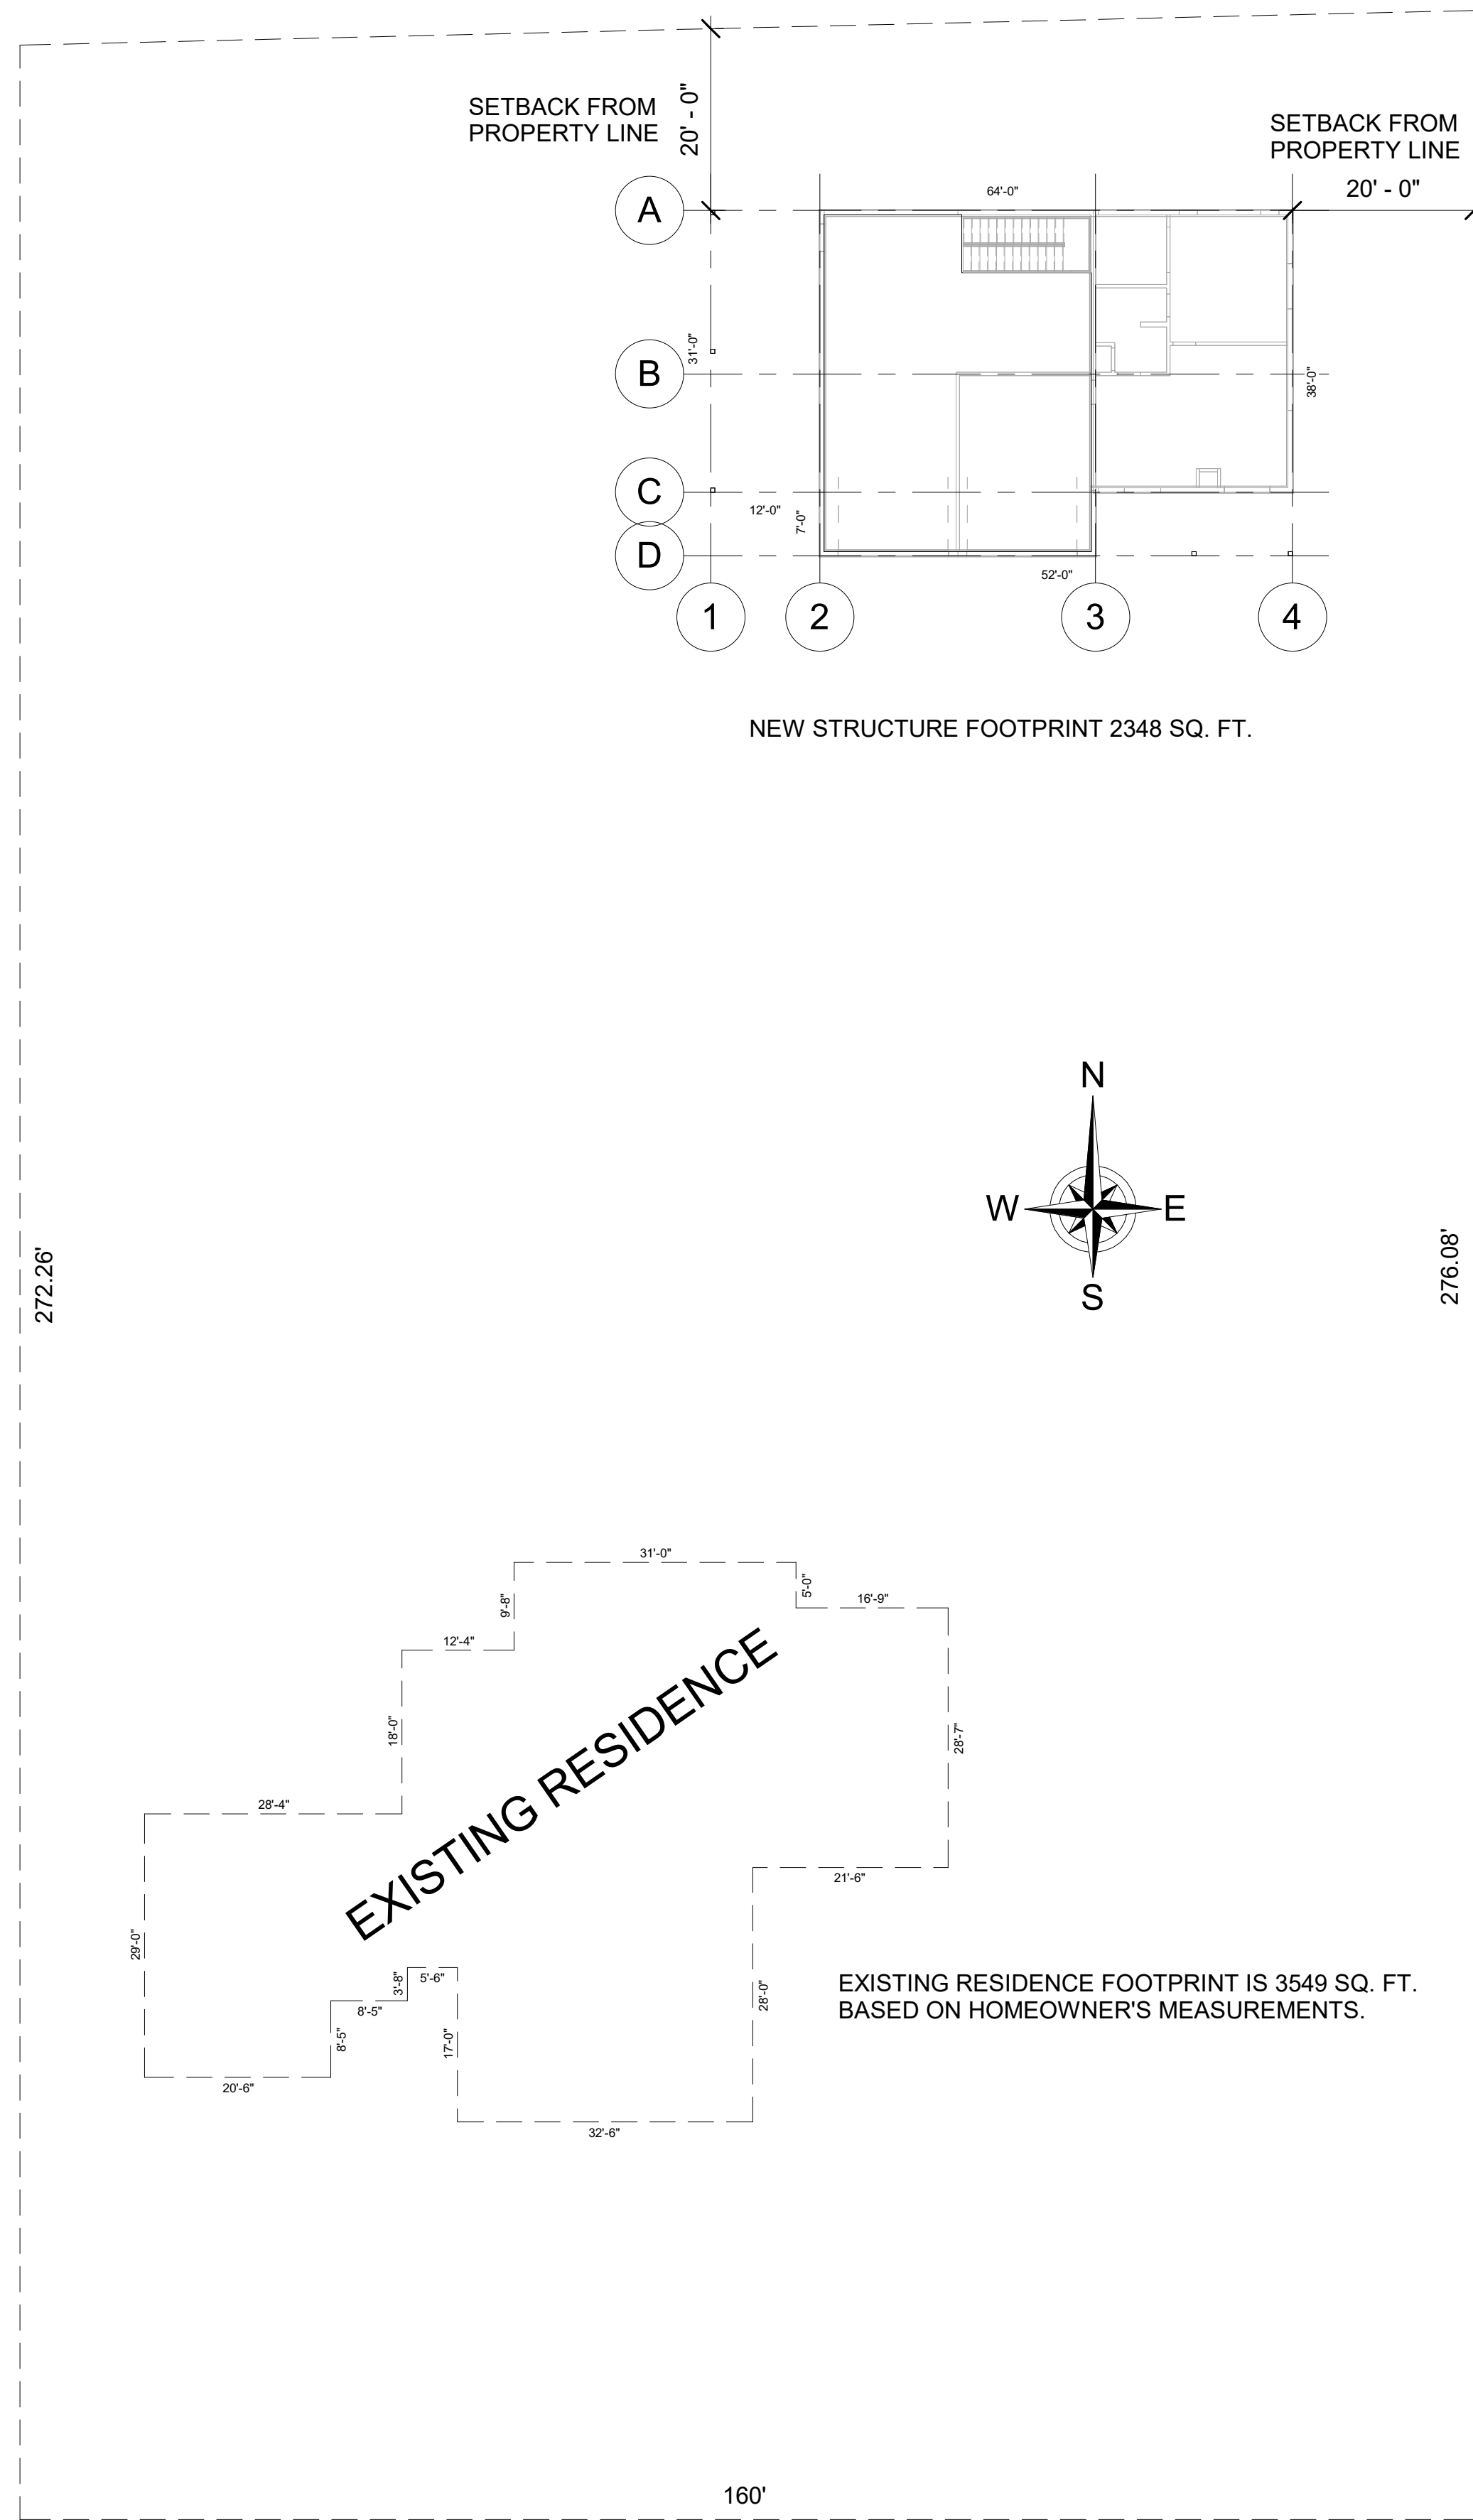 SETBACK FROM
PROPERTY LINE
20' - 0"
SETBACK FROM
PROPERTY LINE
20' - 0"
64'-0"
A
31'-0"
B
38'-0"
C
12'-0"
7'-0"
D
52'-0"
1
2
3
4
NEW STRUCTURE FOOTPRINT 2348 SQ. FT.
N
W
E
S
272.26'
276.08'
31'-0"
5'-0"
16'-9"
9'-8"
12'-4"
18'-0"
28'-7"
EXISTING RESIDENCE
28'-4"
21'-6"
29'-0"
5'-6"
3'-8"
8'-5"
8'-5"
17'-0"
28'-0"
EXISTING RESIDENCE FOOTPRINT IS 3549 SQ. FT.
BASED ON HOMEOWNER'S MEASUREMENTS.
20'-6"
32'-6"
160'